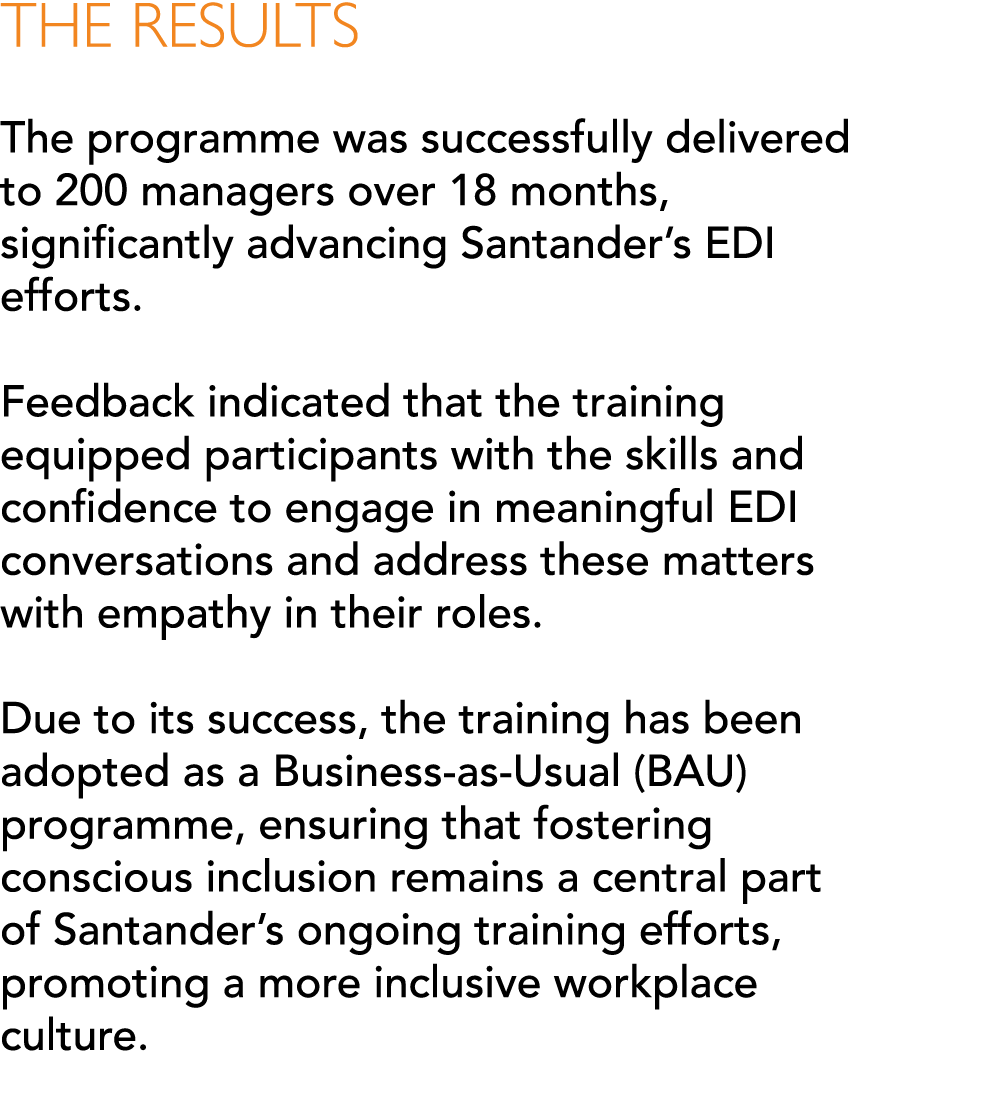 THE RESULTS
The programme was successfully delivered
to 200 managers over 18 months,
significantly advancing Santander’s EDI
efforts.
Feedback indicated that the training
equipped participants with the skills and
confidence to engage in meaningful EDI
conversations and address these matters
with empathy in their roles.
Due to its success, the training has been
adopted as a Business-as-Usual (BAU)
programme, ensuring that fostering
conscious inclusion remains a central part
of Santander’s ongoing training efforts,
promoting a more inclusive workplace
culture.